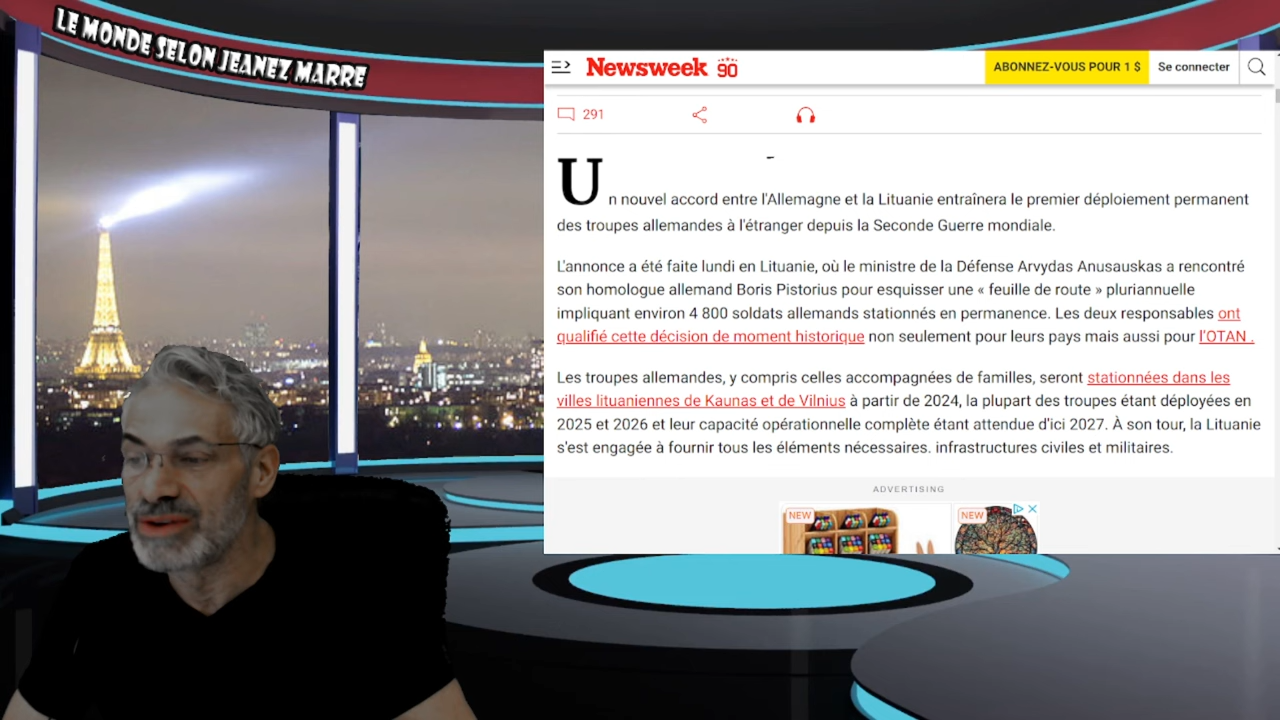 LE MONDE SELON JEANEZ MARRE
Newsweek 90
ABONNEZ-VOUS POUR 1 $
Se connecter
291
Un nouvel accord entre l'Allemagne et la Lituanie entraînera le premier déploiement permanent
des troupes allemandes à l'étranger depuis la Seconde Guerre mondiale.
L'annonce a été faite lundi en Lituanie, où le ministre de la Défense Arvydas Anusauskas a rencontré
son homologue allemand Boris Pistorius pour esquisser une « feuille de route » pluriannuelle
impliquant environ 4 800 soldats allemands stationnés en permanence. Les deux responsables ont
qualifié cette décision de moment historique non seulement pour leurs pays mais aussi pour l'OTAN .
Les troupes allemandes, y compris celles accompagnées de familles, seront stationnées dans les
villes lituaniennes de Kaunas et de Vilnius à partir de 2024, la plupart des troupes étant déployées en
2025 et 2026 et leur capacité opérationnelle complète étant attendue d'ici 2027. À son tour, la Lituanie
s'est engagée à fournir tous les éléments nécessaires. infrastructures civiles et militaires.
ADVERTISING
NEW
NEW